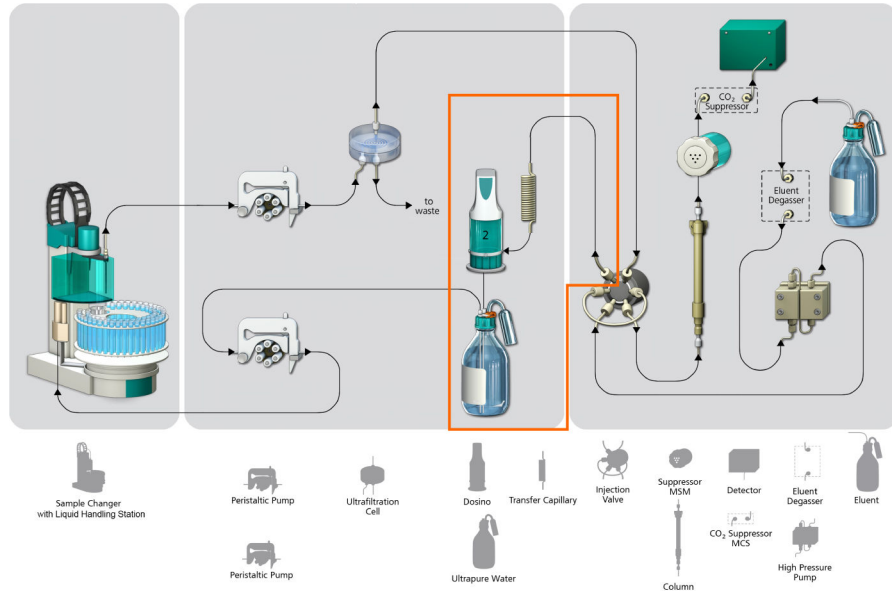 CO2
Suppressor
Eluent
Degasser
to
waste
2
Sample Changer
with Liquid Handling Station
Peristaltic Pump
Ultrafiltration
Cell
Dosino
Transfer Capillary
Injection
Valve
Suppressor
MSM
Detector
Eluent
Degasser
Eluent
Peristaltic Pump
Ultrapure Water
Column
CO2 Suppressor
MCS
High Pressure
Pump